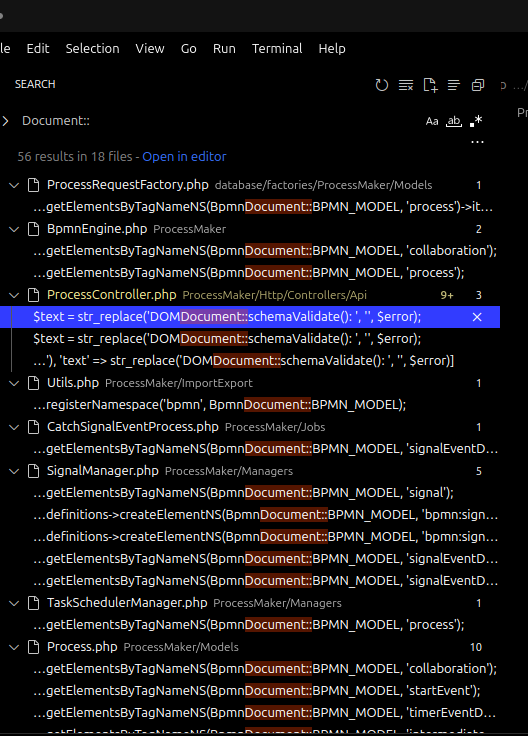 le Edit Selection View Go Run Terminal Help
SEARCH
Document::
Aa ab .*
...
56 results in 18 files - Open in editor
ProcessRequestFactory.php database/factories/ProcessMaker/Models 1
...getElementsByTagNameNS(BpmnDocument::BPMN_MODEL, 'process')->it...
BpmnEngine.php ProcessMaker 2
...getElementsByTagNameNS(BpmnDocument::BPMN_MODEL, 'collaboration');
...getElementsByTagNameNS(BpmnDocument::BPMN_MODEL, 'process');
ProcessController.php ProcessMaker/Http/Controllers/Api 9+ 3
$text = str_replace('DOMDocument::schemaValidate(): ', '', $error);
$text = str_replace('DOMDocument::schemaValidate(): ', '', $error);
...'), 'text' => str_replace('DOMDocument::schemaValidate(): ', '', $error)]
Utils.php ProcessMaker/ImportExport 1
...registerNamespace('bpmn', BpmnDocument::BPMN_MODEL);
CatchSignalEventProcess.php ProcessMaker/Jobs 1
...getElementsByTagNameNS(BpmnDocument::BPMN_MODEL, 'signalEventD...
SignalManager.php ProcessMaker/Managers 5
...getElementsByTagNameNS(BpmnDocument::BPMN_MODEL, 'signal');
...definitions->createElementNS(BpmnDocument::BPMN_MODEL, 'bpmn:sign...
...definitions->createElementNS(BpmnDocument::BPMN_MODEL, 'bpmn:sign...
...getElementsByTagNameNS(BpmnDocument::BPMN_MODEL, 'signalEventD...
...getElementsByTagNameNS(BpmnDocument::BPMN_MODEL, 'signalEventD...
TaskSchedulerManager.php ProcessMaker/Managers 1
...getElementsByTagNameNS(BpmnDocument::BPMN_MODEL, 'process');
Process.php ProcessMaker/Models 10
...getElementsByTagNameNS(BpmnDocument::BPMN_MODEL, 'collaboration');
...getElementsByTagNameNS(BpmnDocument::BPMN_MODEL, 'startEvent');
...getElementsByTagNameNS(BpmnDocument::BPMN_MODEL, 'timerEventD...
...getElementsByTagNameNS(BpmnDocument::BPMN_MODEL, 'intermediate...